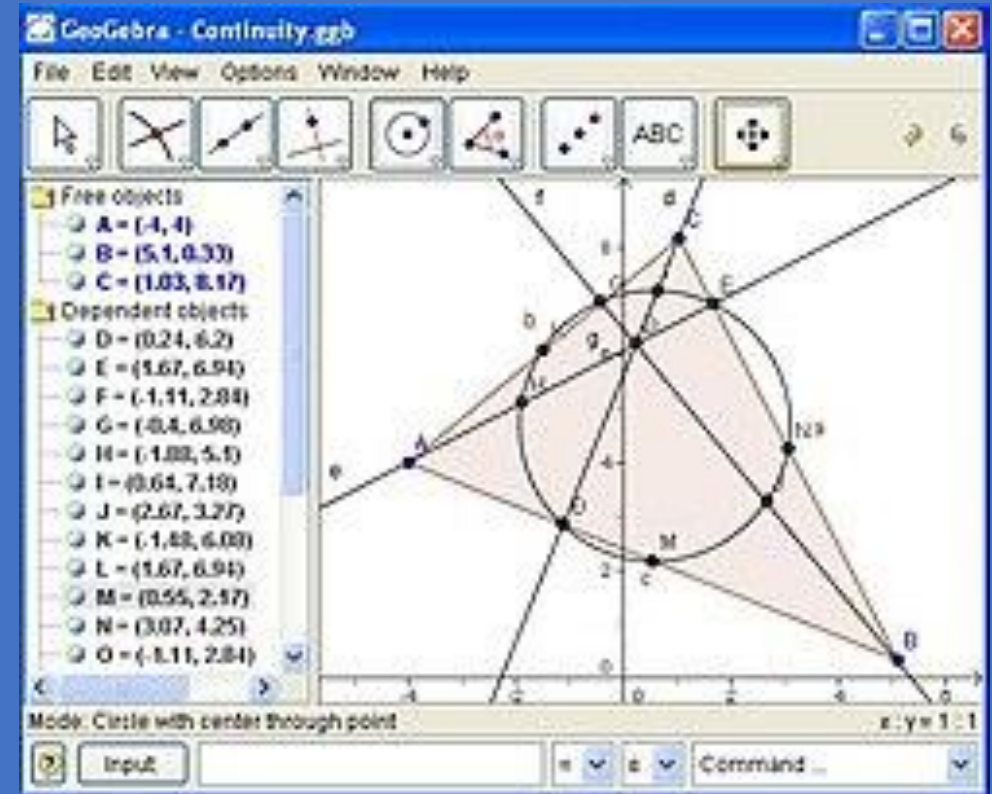 GeoGebra - Continuity.ggb
File Edit View Options Window Help
ABC
Free objects
A = (-4, 4)
B = (5.1, 0.33)
C = (1.03, 8.17)
Dependent objects
D = (0.24, 6.2)
E = (1.67, 6.94)
F = (-1.11, 2.84)
G = (-0.4, 6.98)
H = (-1.88, 5.1)
I = (0.64, 7.18)
J = (2.67, 3.27)
K = (-1.48, 6.08)
L = (1.67, 6.94)
M = (0.55, 2.17)
N = (3.07, 4.25)
O = (-1.11, 2.84)
f d
C
E
b
g
A
e
O
M
c
B
2
0
0 2
Mode: Circle with center through point
x : y = 1 : 1
Input
Command ...